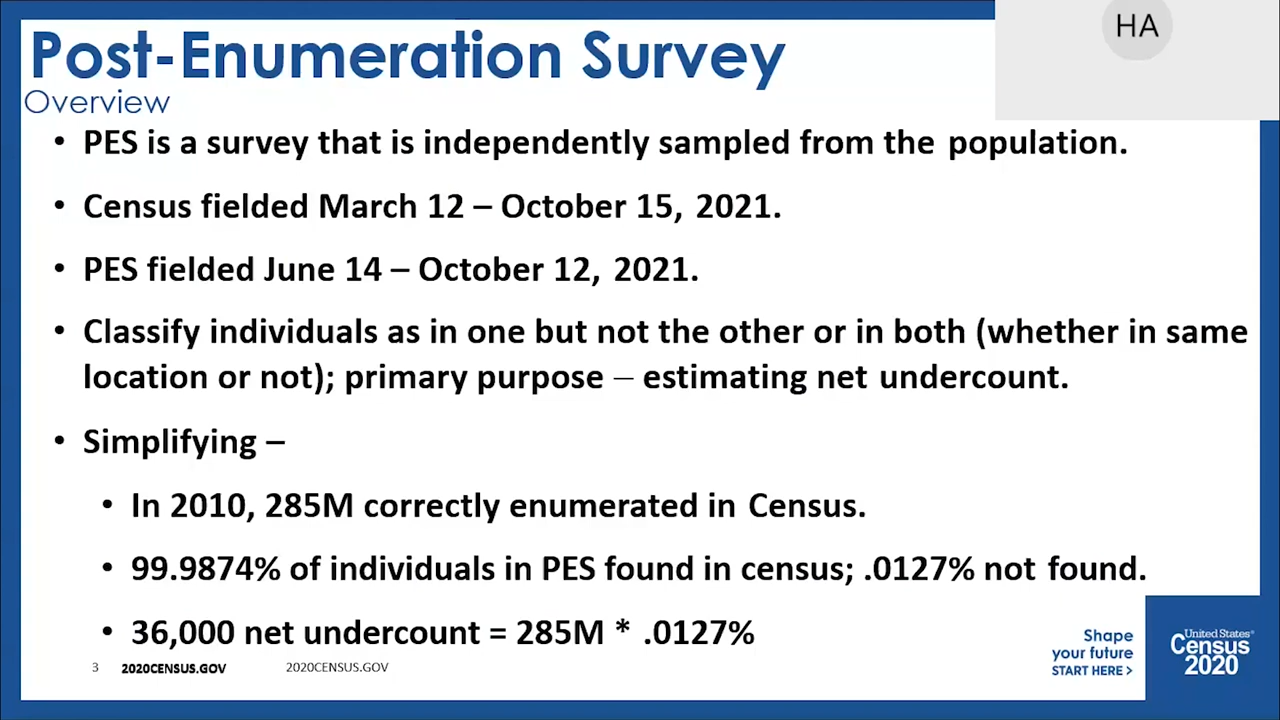 HA
Post-Enumeration Survey
Overview
• PES is a survey that is independently sampled from the population.
• Census fielded March 12 – October 15, 2021.
• PES fielded June 14 – October 12, 2021.
• Classify individuals as in one but not the other or in both (whether in same
location or not); primary purpose – estimating net undercount.
• Simplifying –
• In 2010, 285M correctly enumerated in Census.
• 99.9874% of individuals in PES found in census; .0127% not found.
• 36,000 net undercount = 285M * .0127%
3 2020CENSUS.GOV 2020CENSUS.GOV
Shape
your future
START HERE >
United States®
Census
2020